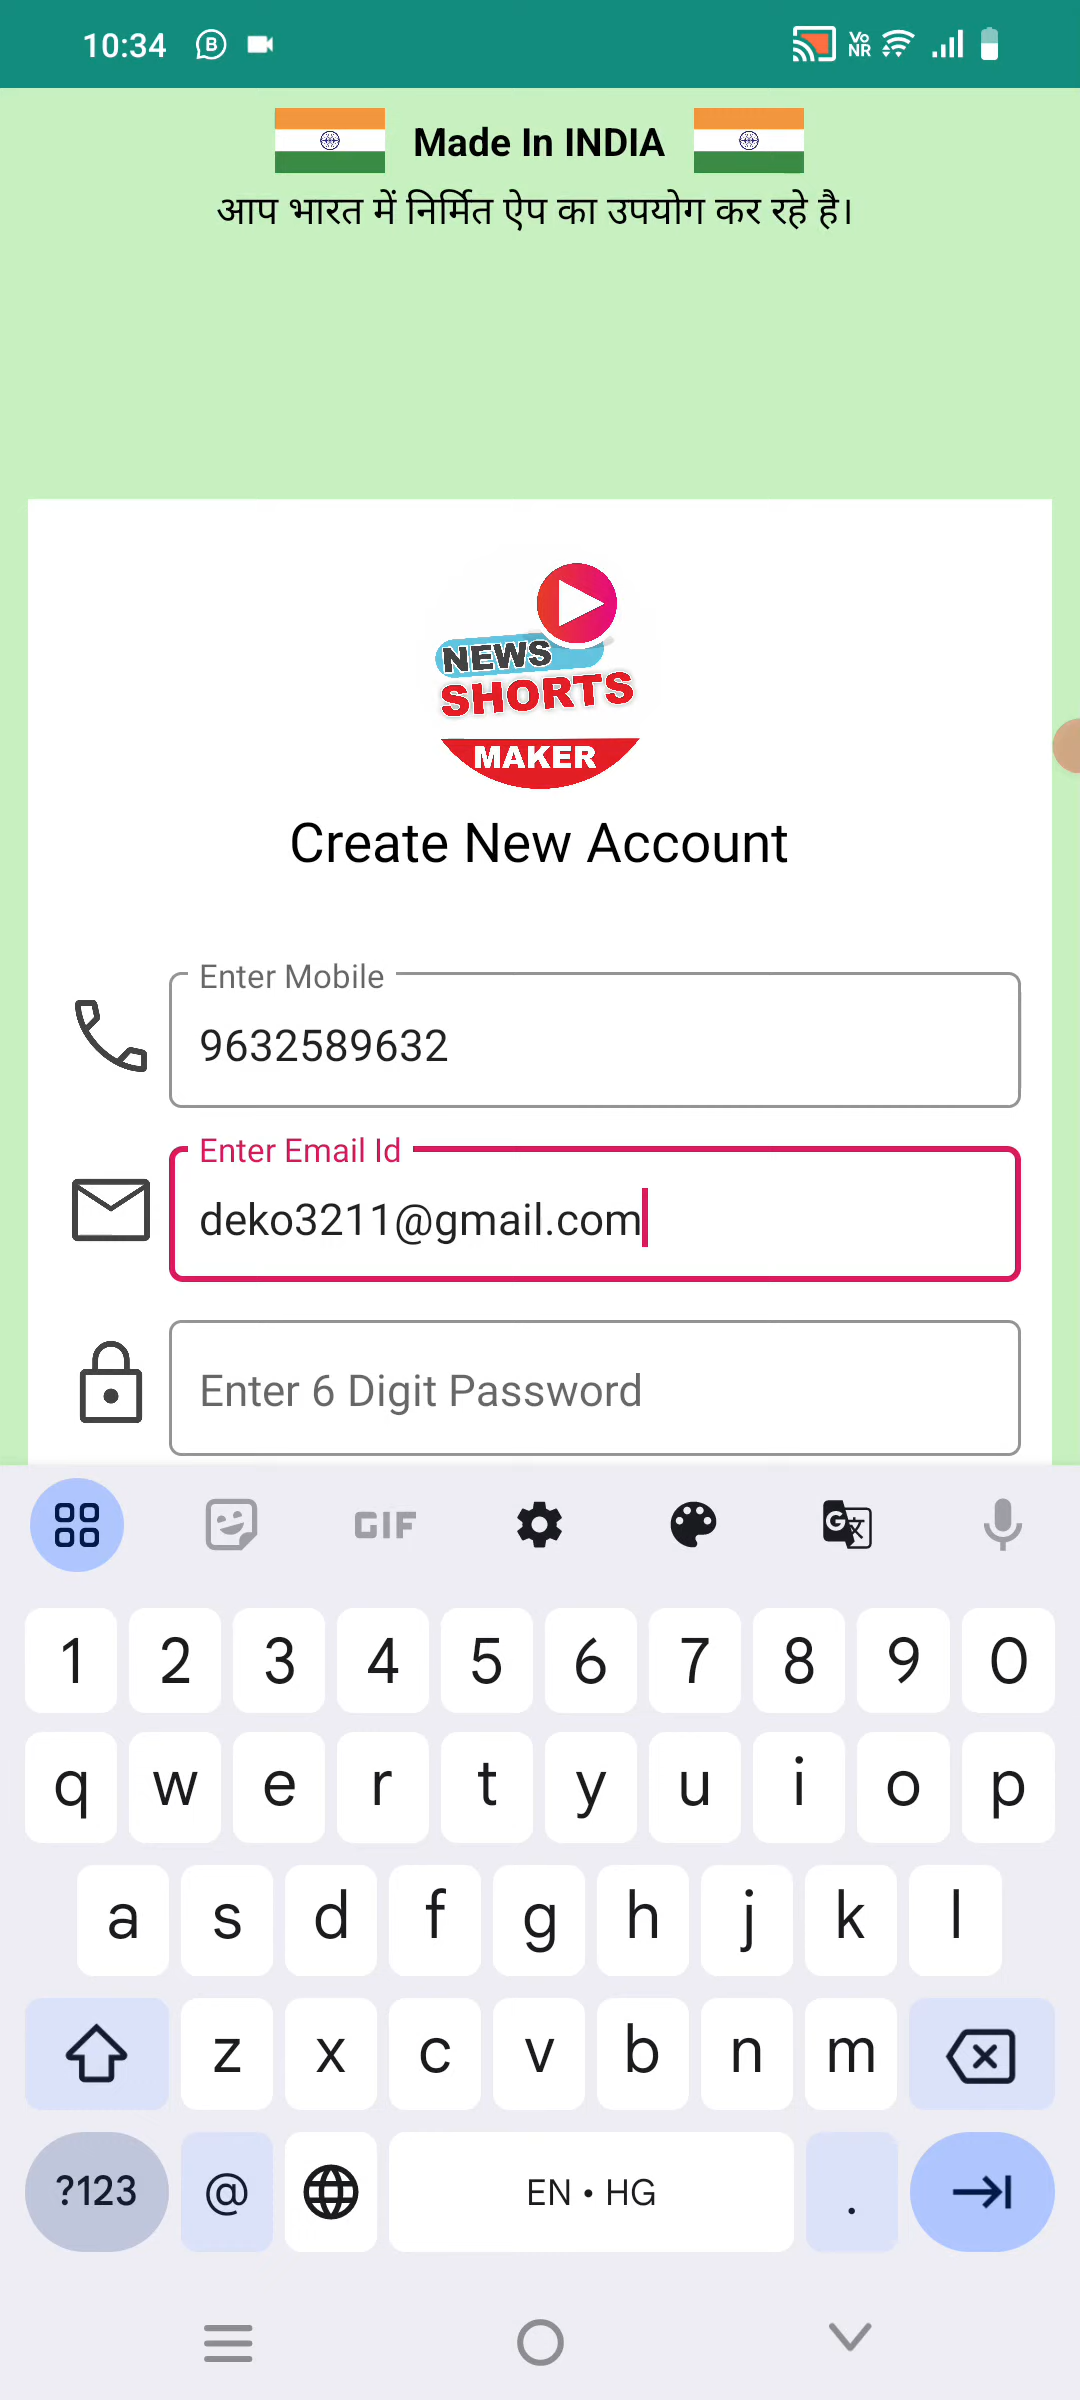 10:34
Vo
NR
Made In INDIA
आप भारत में निर्मित ऐप का उपयोग कर रहे है।
NEWS
SHORTS
MAKER
Create New Account
Enter Mobile
9632589632
Enter Email Id
deko3211@gmail.com
Enter 6 Digit Password
GIF
1 2 3 4 5 6 7 8 9 0
q w e r t y u i o p
a s d f g h j k l
z x c v b n m
?123 @ EN • HG .